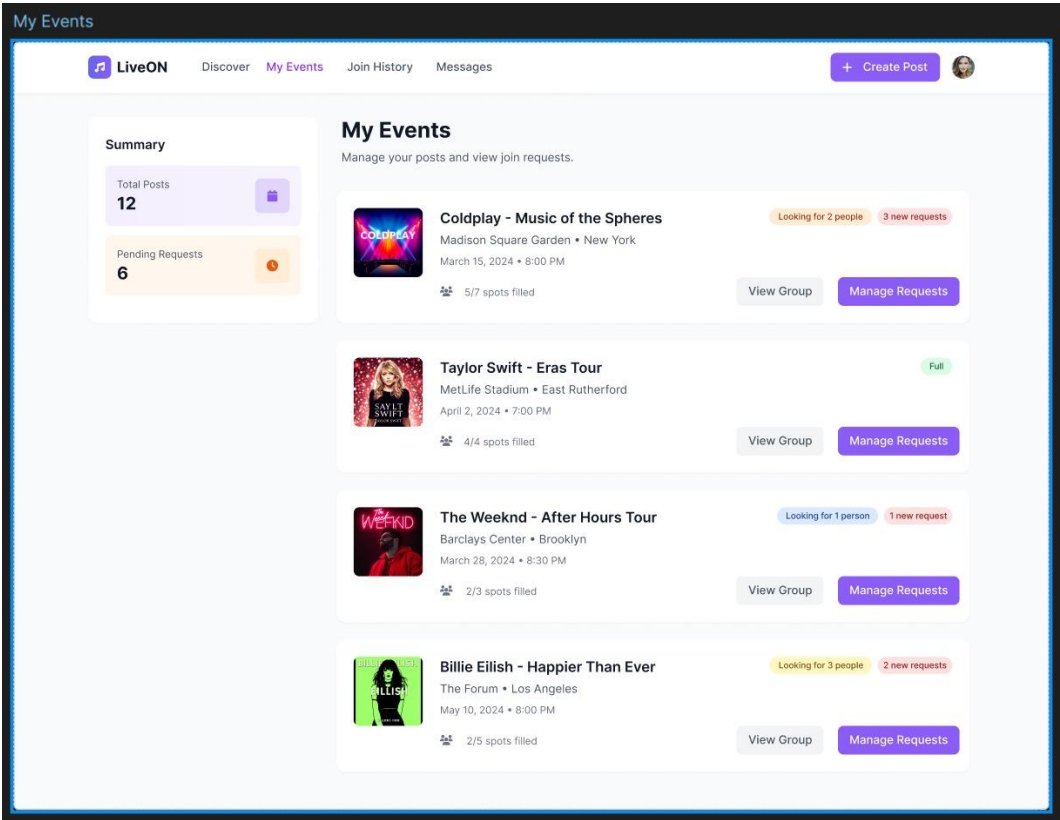 My Events
LiveON Discover My Events Join History Messages + Create Post
Summary
Total Posts
12
Pending Requests
6
My Events
Manage your posts and view join requests.
COLDPLAY
Coldplay - Music of the Spheres
Looking for 2 people 3 new requests
Madison Square Garden • New York
March 15, 2024 • 8:00 PM
5/7 spots filled
View Group Manage Requests
SAYLT
SWIFT
Taylor Swift - Eras Tour
Full
MetLife Stadium • East Rutherford
April 2, 2024 • 7:00 PM
4/4 spots filled
View Group Manage Requests
The Weeknd - After Hours Tour
Looking for 1 person 1 new request
Barclays Center • Brooklyn
March 28, 2024 • 8:30 PM
2/3 spots filled
View Group Manage Requests
Billie Eilish - Happier Than Ever
Looking for 3 people 2 new requests
The Forum • Los Angeles
May 10, 2024 • 8:00 PM
2/5 spots filled
View Group Manage Requests